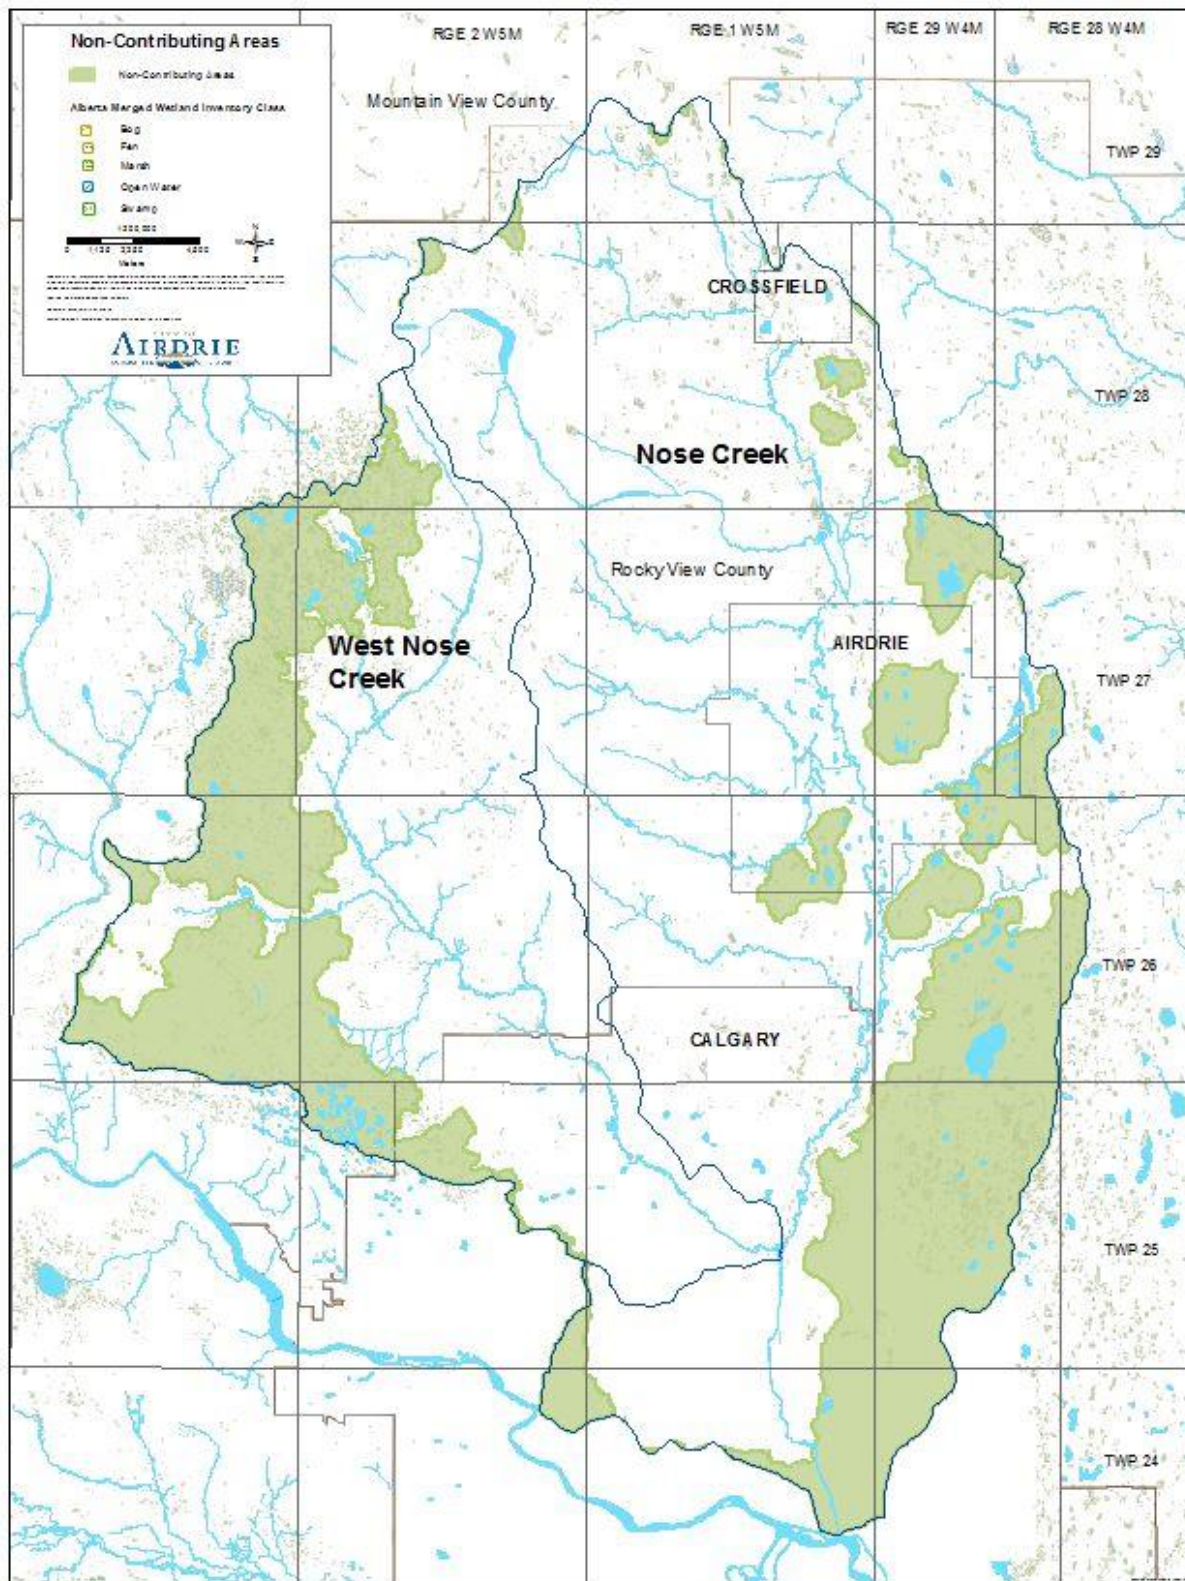 Non-Contributing Areas
Non-Contributing Areas
Alberta Merged Wetland Inventory Class
Bog
Fen
Marsh
Open Water
Swamp
N
Meters
AIRDRIE
RGE 2 W5M
RGE 1 W5M
RGE 29 W4M
RGE 28 W4M
Mountain View County
TWP 29
CROSSFIELD
TWP 28
Nose Creek
Rocky View County
West Nose
Creek
AIRDRIE
TWP 27
TWP 26
CALGARY
TWP 25
TWP 24